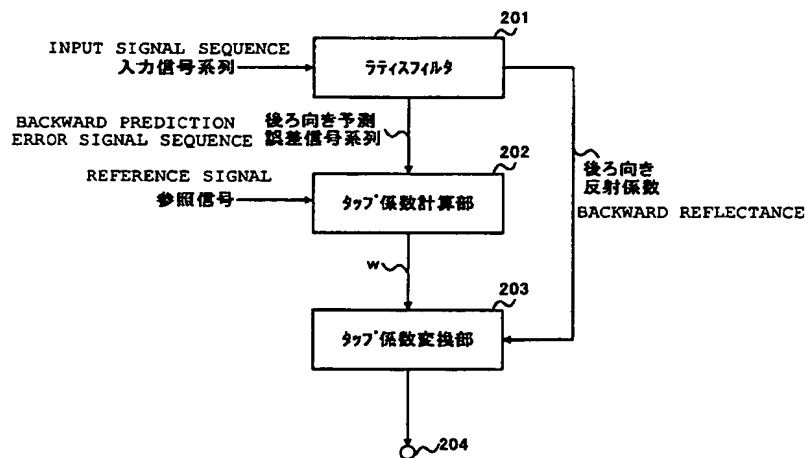 201
INPUT SIGNAL SEQUENCE
入力信号系列
ラティスフィルタ
BACKWARD PREDICTION
ERROR SIGNAL SEQUENCE
後ろ向き予測
誤差信号系列
202
REFERENCE SIGNAL
参照信号
タップ係数計算部
後ろ向き
反射係数
BACKWARD REFLECTANCE
w
203
タップ係数変換部
204